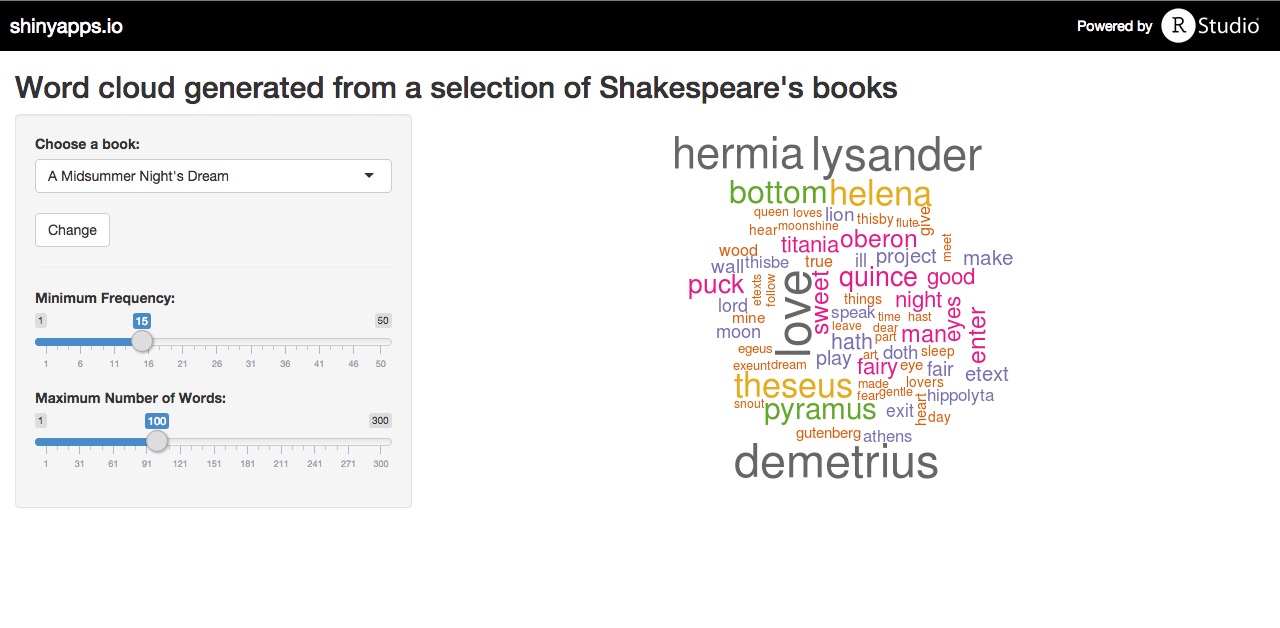 shinyapps.io
Powered by R Studio
Word cloud generated from a selection of Shakespeare's books
Choose a book:
A Midsummer Night's Dream
Change
Minimum Frequency:
1 15 50
1 6 11 16 21 26 31 36 41 46 50
Maximum Number of Words:
1 100 300
1 31 61 91 121 151 181 211 241 271 300
hermia lysander
bottom helena
queen loves lion thisby flute give
hear moonshine
titania oberon meet
wood true ill project make
wall thisbe
puck etexts follow love sweet quince good
lord things night eyes enter
mine speak time hast
moon leave dear
hath part man
egeus play art doth sleep
exeunt dream fairy eye fair etext
theseus made lovers
fear gentle heart hippolyta
snout pyramus exit day
gutenberg athens
demetrius